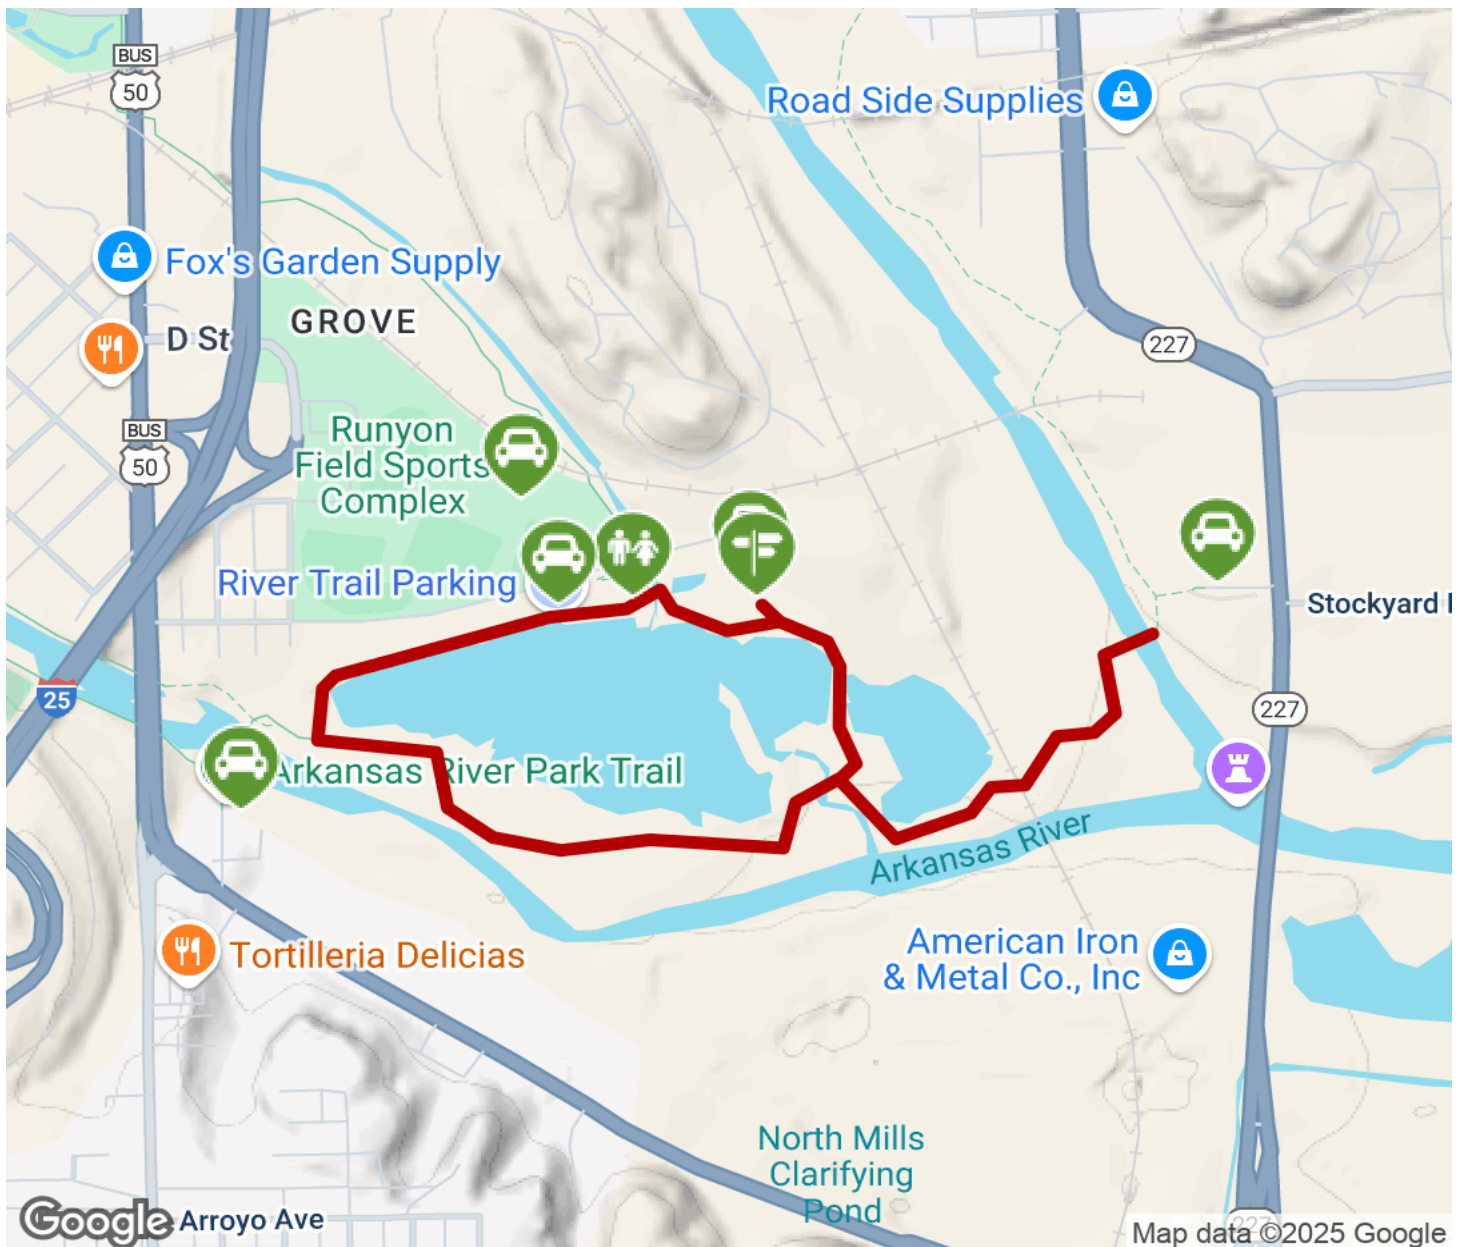 BUS
50
Road Side Supplies
Fox's Garden Supply
GROVE
D St
227
BUS
50
Runyon
Field Sports
Complex
River Trail Parking
Stockyard
25
227
Arkansas River Park Trail
Arkansas River
American Iron
& Metal Co., Inc
Tortilleria Delicias
North Mills
Clarifying
Pond
Google
Arroyo Ave
227
Map data ©2025 Google